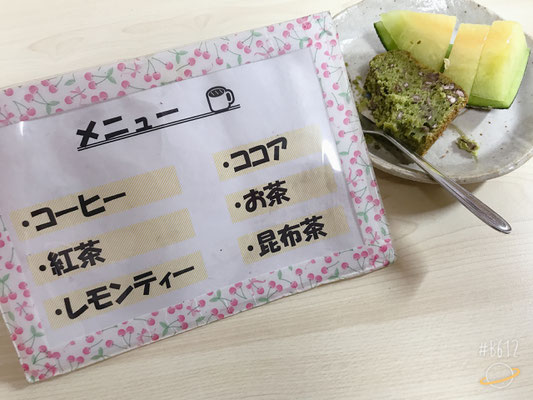 メニュー
・コーヒー
・紅茶
・レモンティー
・ココア
・お茶
・昆布茶
#b612